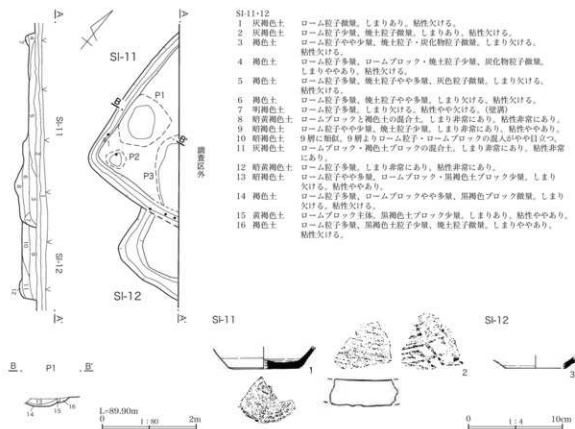 SI-11・12
1 灰褐色土 ローム粒子微量。しまりあり、粘性欠ける。
2 灰褐色土 ローム粒子少量、焼土粒子微量。しまりあり、粘性欠ける。
3 褐色土 ローム粒子やや少量、焼土粒子・炭化物粒子微量。しまり欠ける。
粘性欠ける。
4 褐色土 ローム粒子多量、ロームブロック・焼土粒子少量、炭化物粒子微量。
しまりややあり、粘性欠ける。
5 褐色土 ローム粒子多量、焼土粒子やや多量、灰色粒子微量。しまり欠ける。
粘性欠ける。
6 褐色土 ローム粒子多量、焼土粒子やや多量。しまり欠ける。粘性欠ける。
7 明褐色土 ローム粒子多量。しまり欠ける。粘性やや欠ける。(壁溝)
8 暗黄褐色土 ロームブロックと褐色土の混合土。しまり非常にあり、粘性非常にあり。
9 暗褐色土 ローム粒子やや少量、焼土粒子少量。しまり非常にあり、粘性ややあり。
10 暗褐色土 9層に類似。9層よりローム粒子・ロームブロックの混入がやや目立つ。
11 灰褐色土 ロームブロック・褐色土ブロックの混合土。しまり非常にあり、粘性非常
にあり。
12 暗黄褐色土 ローム粒子多量。しまり非常にあり、粘性非常にあり。
13 暗褐色土 ローム粒子やや多量、ロームブロック・黒褐色土ブロック少量。しまり
欠ける。粘性ややあり。
14 褐色土 ローム粒子多量、ロームブロックやや多量、黒褐色ブロック微量。しまり
欠ける。粘性欠ける。
15 黄褐色土 ロームブロック主体。黒褐色土ブロック少量。しまりあり、粘性ややあり。
16 褐色土 ローム粒子多量、黒褐色土粒子少量、焼土粒子微量。しまりややあり、
粘性欠ける。
A
A
SI-11
SI-11
B
P1
P2
P3
調査区外
SI-12
SI-12
A'
A'
B P1 B'
14 15 16
L=89.90m
0 1:80 2m
SI-11
1
2
SI-12
3
0 1:4 10cm